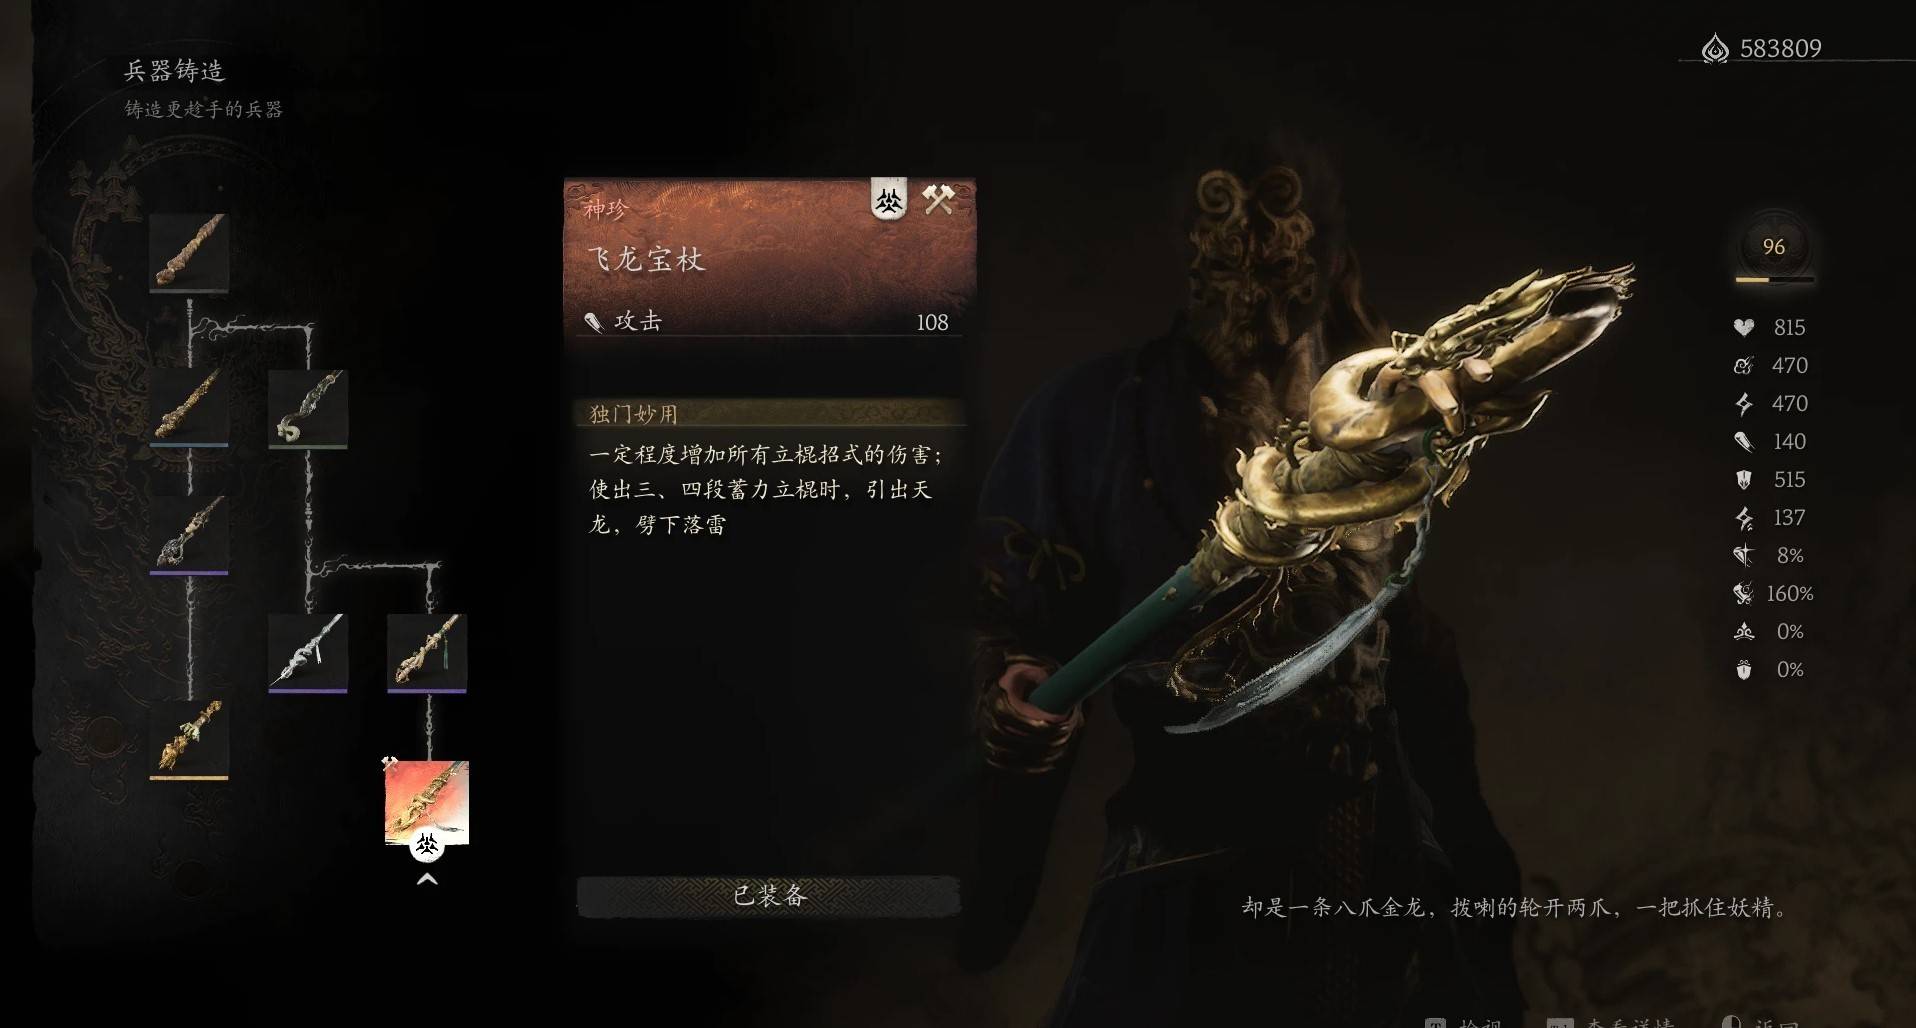 兵器铸造
铸造更趁手的兵器
583809
神珍
飞龙宝杖
攻击 108
独门妙用
一定程度增加所有立棍招式的伤害；
使出三、四段蓄力立棍时，引出天
龙，劈下落雷
已装备
96
815
470
470
140
515
137
8%
160%
0%
0%
却是一条八爪金龙，拨喇的轮开两爪，一把抓住妖精。